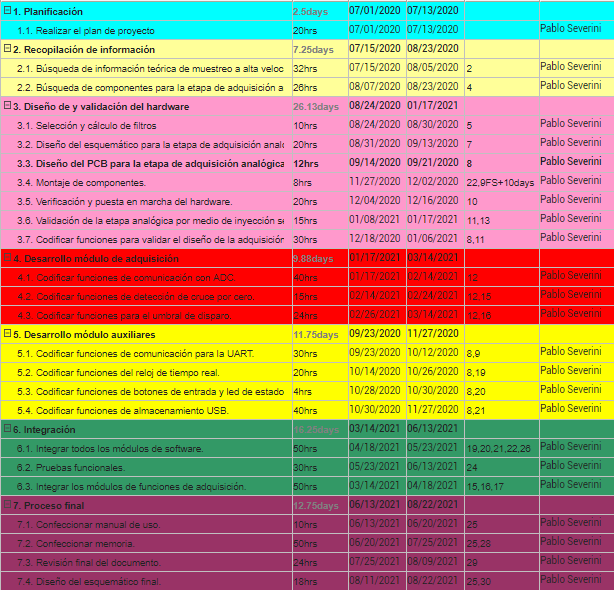 1. Planificación 2.5days 07/01/2020 07/13/2020
1.1. Realizar el plan de proyecto 20hrs 07/01/2020 07/13/2020 Pablo Severini
2. Recopilación de información 7.25days 07/15/2020 08/23/2020
2.1. Búsqueda de información teórica de muestreo a alta veloc 32hrs 07/15/2020 08/05/2020 2 Pablo Severini
2.2. Búsqueda de componentes para la etapa de adquisición a 26hrs 08/07/2020 08/23/2020 4 Pablo Severini
3. Diseño de y validación del hardware 26.13days 08/24/2020 01/17/2021
3.1. Selección y cálculo de filtros 10hrs 08/24/2020 08/30/2020 5 Pablo Severini
3.2. Diseño del esquemático para la etapa de adquisición analo 20hrs 08/31/2020 09/13/2020 7 Pablo Severini
3.3. Diseño del PCB para la etapa de adquisición analógica 12hrs 09/14/2020 09/21/2020 8 Pablo Severini
3.4. Montaje de componentes. 8hrs 11/27/2020 12/02/2020 22,9FS+10days Pablo Severini
3.5. Verificación y puesta en marcha del hardware. 20hrs 12/04/2020 12/16/2020 10 Pablo Severini
3.6. Validación de la etapa analógica por medio de inyección se 15hrs 01/08/2021 01/17/2021 11,13 Pablo Severini
3.7. Codificar funciones para validar el diseño de la adquisición 30hrs 12/18/2020 01/06/2021 8,11 Pablo Severini
4. Desarrollo módulo de adquisición 9.88days 01/17/2021 03/14/2021
4.1. Codificar funciones de comunicación con ADC. 40hrs 01/17/2021 02/14/2021 12 Pablo Severini
4.2. Codificar funciones de detección de cruce por cero. 15hrs 02/14/2021 02/24/2021 12,15 Pablo Severini
4.3. Codificar funciones para el umbral de disparo. 24hrs 02/26/2021 03/14/2021 12,16 Pablo Severini
5. Desarrollo módulo auxiliares 11.75days 09/23/2020 11/27/2020
5.1. Codificar funciones de comunicación para la UART. 30hrs 09/23/2020 10/12/2020 8,9 Pablo Severini
5.2. Codificar funciones del reloj de tiempo real. 20hrs 10/14/2020 10/26/2020 8,19 Pablo Severini
5.3. Codificar funciones de botones de entrada y led de estado 4hrs 10/28/2020 10/30/2020 8,20 Pablo Severini
5.4. Codificar funciones de almacenamiento USB. 40hrs 10/30/2020 11/27/2020 8,21 Pablo Severini
6. Integración 16.25days 03/14/2021 06/13/2021
6.1. Integrar todos los módulos de software. 50hrs 04/18/2021 05/23/2021 19,20,21,22,26 Pablo Severini
6.2. Pruebas funcionales. 30hrs 05/23/2021 06/13/2021 24 Pablo Severini
6.3. Integrar los módulos de funciones de adquisición. 50hrs 03/14/2021 04/18/2021 15,16,17 Pablo Severini
7. Proceso final 12.75days 06/13/2021 08/22/2021
7.1. Confeccionar manual de uso. 10hrs 06/13/2021 06/20/2021 25 Pablo Severini
7.2. Confeccionar memoria. 50hrs 06/20/2021 07/25/2021 25,28 Pablo Severini
7.3. Revisión final del documento. 24hrs 07/25/2021 08/09/2021 29 Pablo Severini
7.4. Diseño del esquemático final. 18hrs 08/11/2021 08/22/2021 25,30 Pablo Severini